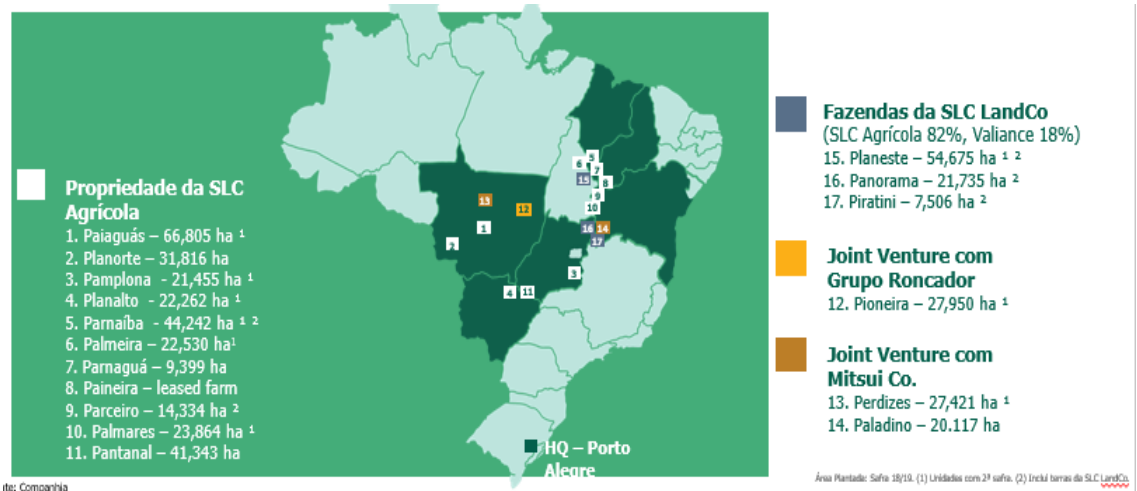 Propriedade da SLC
Agrícola
1. Paiaguás – 66,805 ha ¹
2. Planorte – 31,816 ha
3. Pamplona - 21,455 ha ¹
4. Planalto - 22,262 ha ¹
5. Parnaíba - 44,242 ha ¹ ²
6. Palmeira – 22,530 ha¹
7. Parnaguá – 9,399 ha
8. Paineira – leased farm
9. Parceiro – 14,334 ha ²
10. Palmares – 23,864 ha ¹
11. Pantanal – 41,343 ha
5
6
7
15
8
9
10
13
12
1
2
16
14
17
3
4
11
HQ – Porto
Alegre
Fazendas da SLC LandCo
(SLC Agrícola 82%, Valiance 18%)
15. Planeste – 54,675 ha ¹ ²
16. Panorama – 21,735 ha ²
17. Piratini – 7,506 ha ²
Joint Venture com
Grupo Roncador
12. Pioneira – 27,950 ha ¹
Joint Venture com
Mitsui Co.
13. Perdizes – 27,421 ha ¹
14. Paladino – 20.117 ha
Área Plantada: Safra 18/19. (1) Unidades com 2ª safra. (2) Inclui terras da SLC LandCo.
nte: Companhia